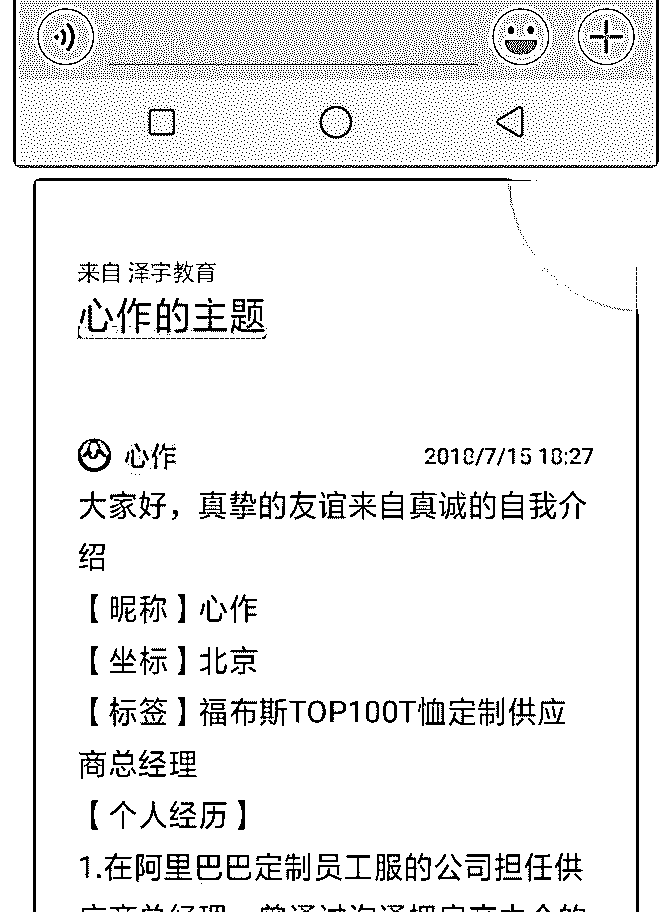 来自 泽宇教育
心作的主题
心作 2018/7/15 18:27
大家好，真挚的友谊来自真诚的自我介
绍
【昵称】心作
【坐标】北京
【标签】福布斯TOP100T恤定制供应
商总经理
【个人经历】
1.在阿里巴巴定制员工服的公司担任供